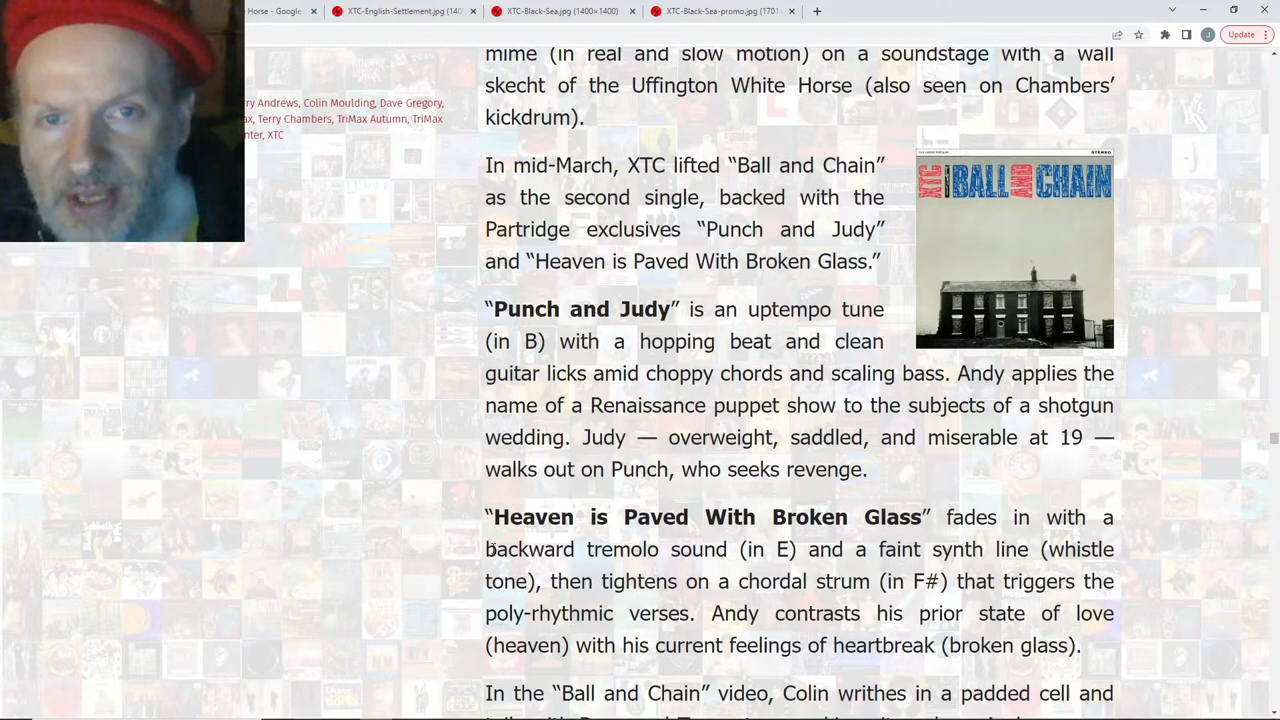 Horse - Google
XTC-English-Settlement.jpg (140
XTC-Black-Sea.jpg (1400×1400)
XTC-Black-Sea-promo.jpg (1701
J
Update
ry Andrews, Colin Moulding, Dave Gregory,
ax, Terry Chambers, TriMax Autumn, TriMax
nter, XTC
mime (in real and slow motion) on a soundstage with a wall
skecht of the Uffington White Horse (also seen on Chambers’
kickdrum).
In mid-March, XTC lifted “Ball and Chain”
as the second single, backed with the
Partridge exclusives “Punch and Judy”
and “Heaven is Paved With Broken Glass.”
STEREO
XTC BALL AND CHAIN
“Punch and Judy” is an uptempo tune
(in B) with a hopping beat and clean
guitar licks amid choppy chords and scaling bass. Andy applies the
name of a Renaissance puppet show to the subjects of a shotgun
wedding. Judy — overweight, saddled, and miserable at 19 —
walks out on Punch, who seeks revenge.
“Heaven is Paved With Broken Glass” fades in with a
backward tremolo sound (in E) and a faint synth line (whistle
tone), then tightens on a chordal strum (in F#) that triggers the
poly-rhythmic verses. Andy contrasts his prior state of love
(heaven) with his current feelings of heartbreak (broken glass).
In the “Ball and Chain” video, Colin writhes in a padded cell and